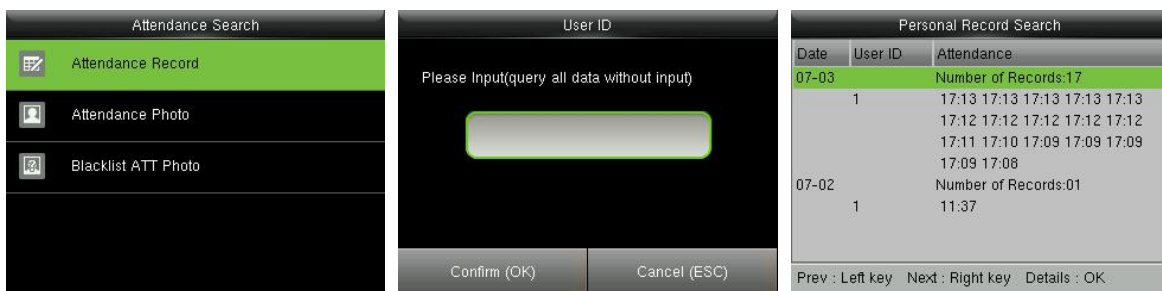 Attendance Search
Attendance Record
Attendance Photo
Blacklist ATT Photo
User ID
Please Input(query all data without input)
Confirm (OK)
Cancel (ESC)
Personal Record Search
Date User ID Attendance
07-03 Number of Records:17
1 17:13 17:13 17:13 17:13 17:13
17:12 17:12 17:12 17:12 17:12
17:11 17:10 17:09 17:09 17:09
17:09 17:08
07-02 Number of Records:01
1 11:37
Prev : Left key Next : Right key Details : OK